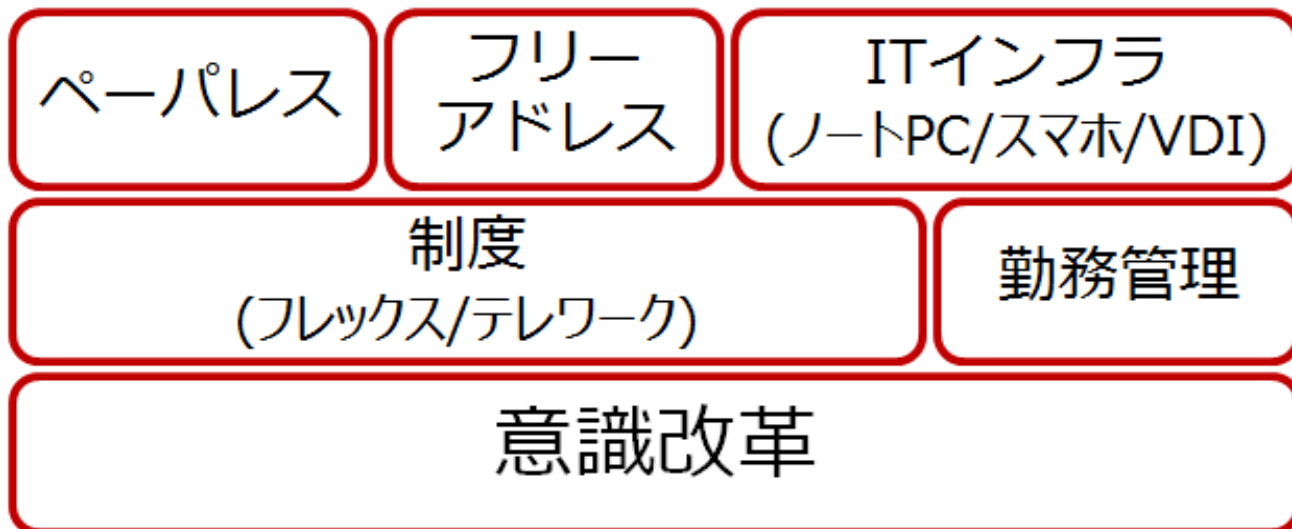 ペーパレス
フリー
アドレス
ITインフラ
(ノートPC/スマホ/VDI)
制度
(フレックス/テレワーク)
勤務管理
意識改革